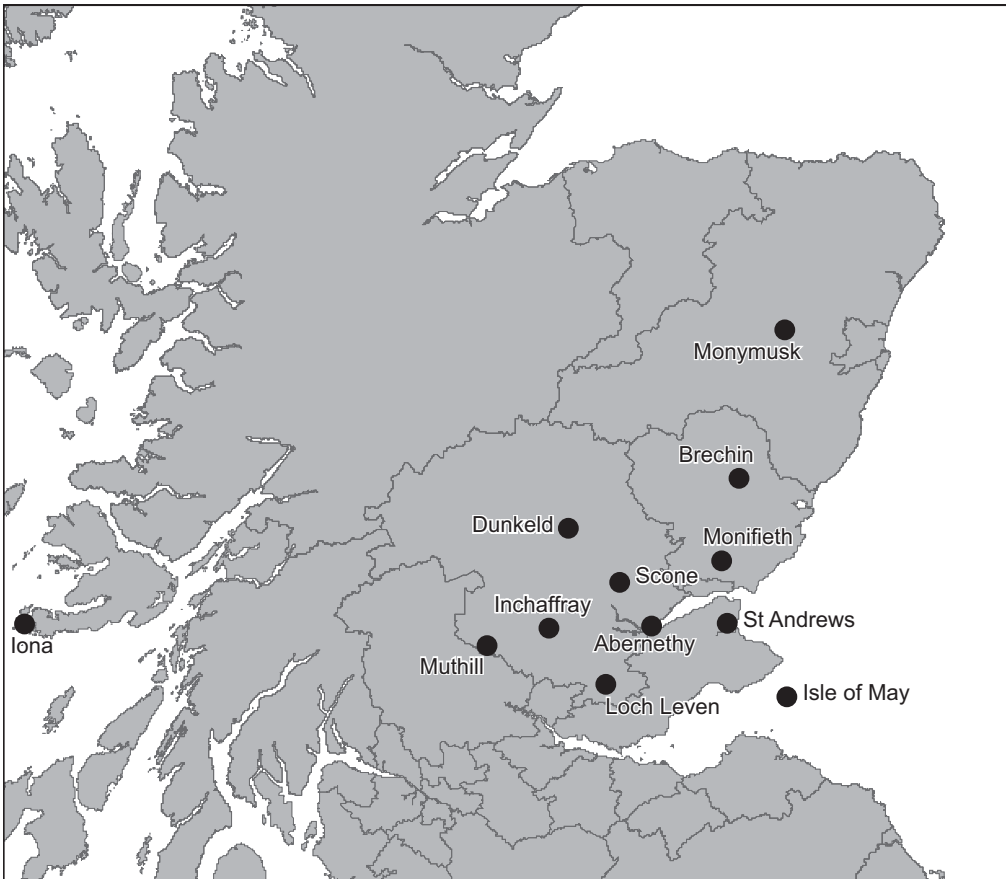 Monymusk
Brechin
Dunkeld
Monifieth
Scone
Inchaffray
St Andrews
Iona
Abernethy
Muthill
Isle of May
Loch Leven